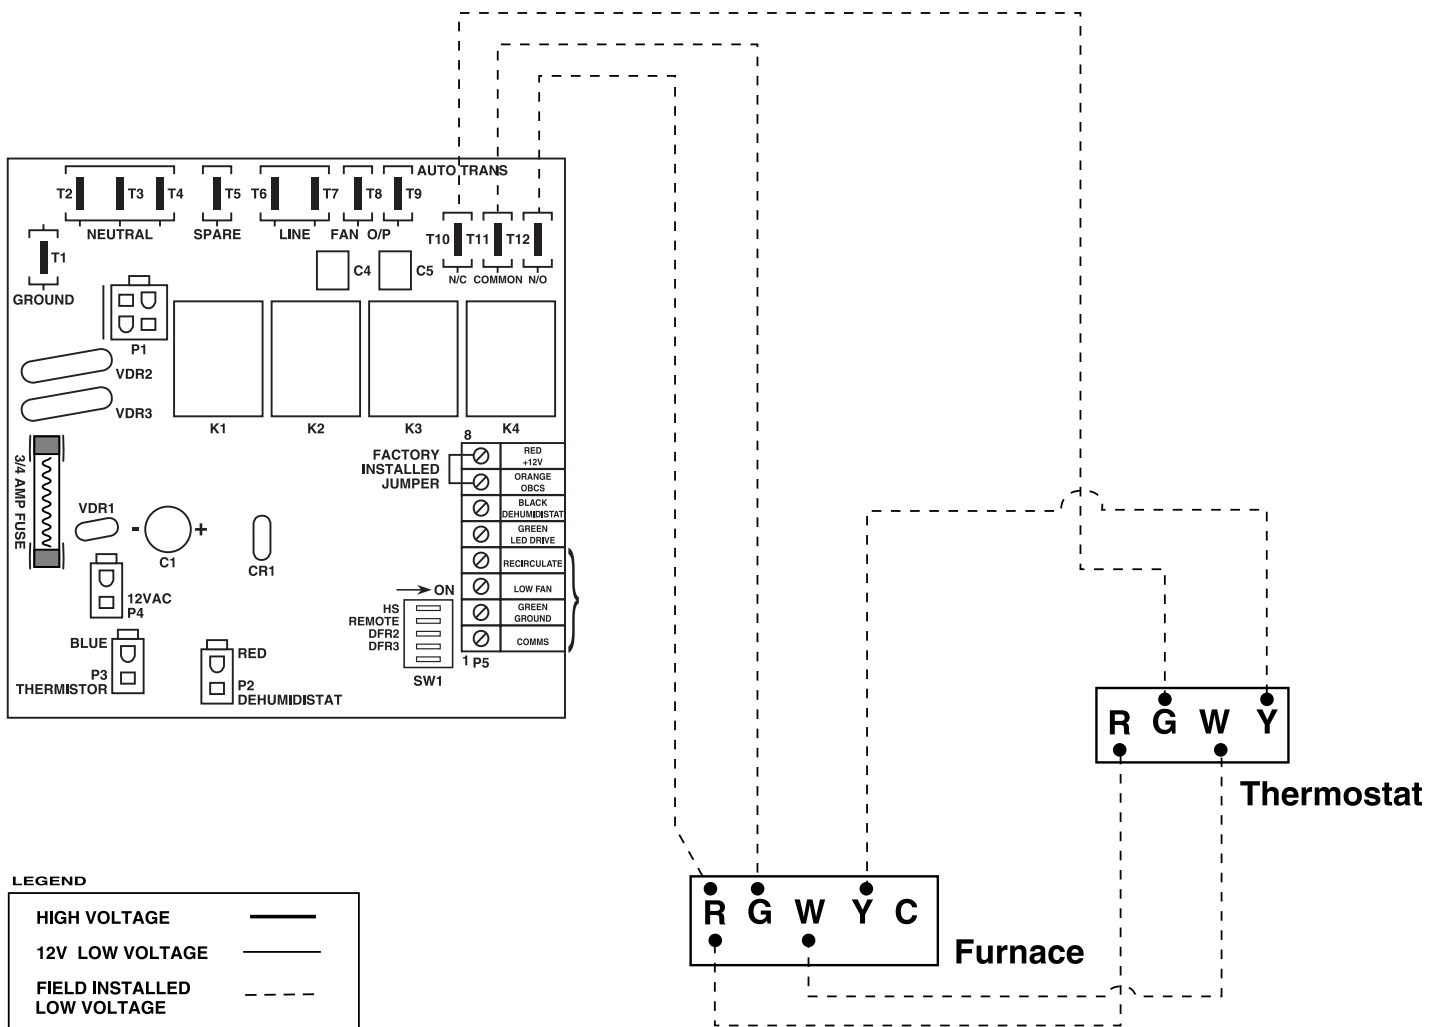 AUTO TRANS
T2 T3 T4 T5 T6 T7 T8 T9
NEUTRAL SPARE LINE FAN O/P
T10 T11 T12
N/C COMMON N/O
T1
GROUND
C4 C5
P1
VDR2
VDR3
K1 K2 K3 K4
3/4 AMP FUSE
FACTORY
INSTALLED
JUMPER
8
RED
+12V
ORANGE
OBCS
BLACK
DEHUMIDISTAT
GREEN
LED DRIVE
RECIRCULATE
LOW FAN
GREEN
GROUND
COMMS
1 P5
VDR1
- +
C1
CR1
12VAC
P4
ON
HS
REMOTE
DFR2
DFR3
SW1
BLUE
P3
THERMISTOR
RED
P2
DEHUMIDISTAT
R G W Y
Thermostat
R G W Y C
Furnace
LEGEND
HIGH VOLTAGE
12V LOW VOLTAGE
FIELD INSTALLED
LOW VOLTAGE